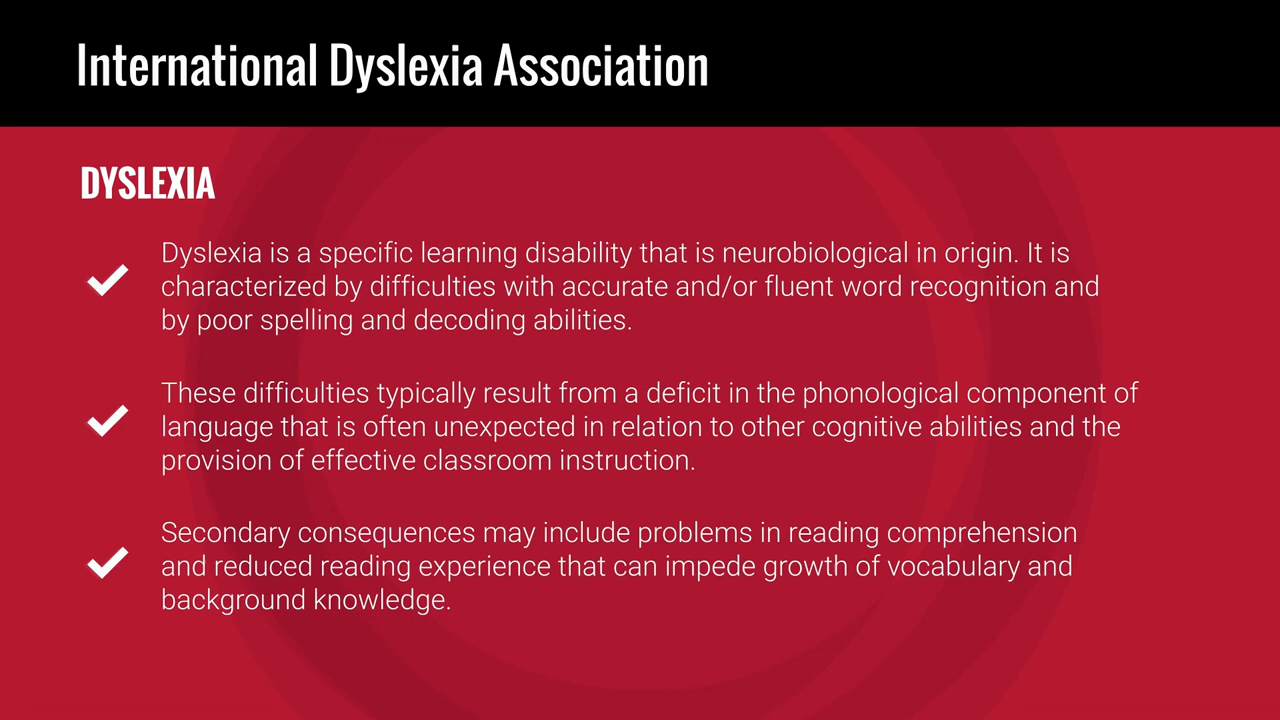 International Dyslexia Association
DYSLEXIA
Dyslexia is a specific learning disability that is neurobiological in origin. It is
characterized by difficulties with accurate and/or fluent word recognition and
by poor spelling and decoding abilities.
These difficulties typically result from a deficit in the phonological component of
language that is often unexpected in relation to other cognitive abilities and the
provision of effective classroom instruction.
Secondary consequences may include problems in reading comprehension
and reduced reading experience that can impede growth of vocabulary and
background knowledge.